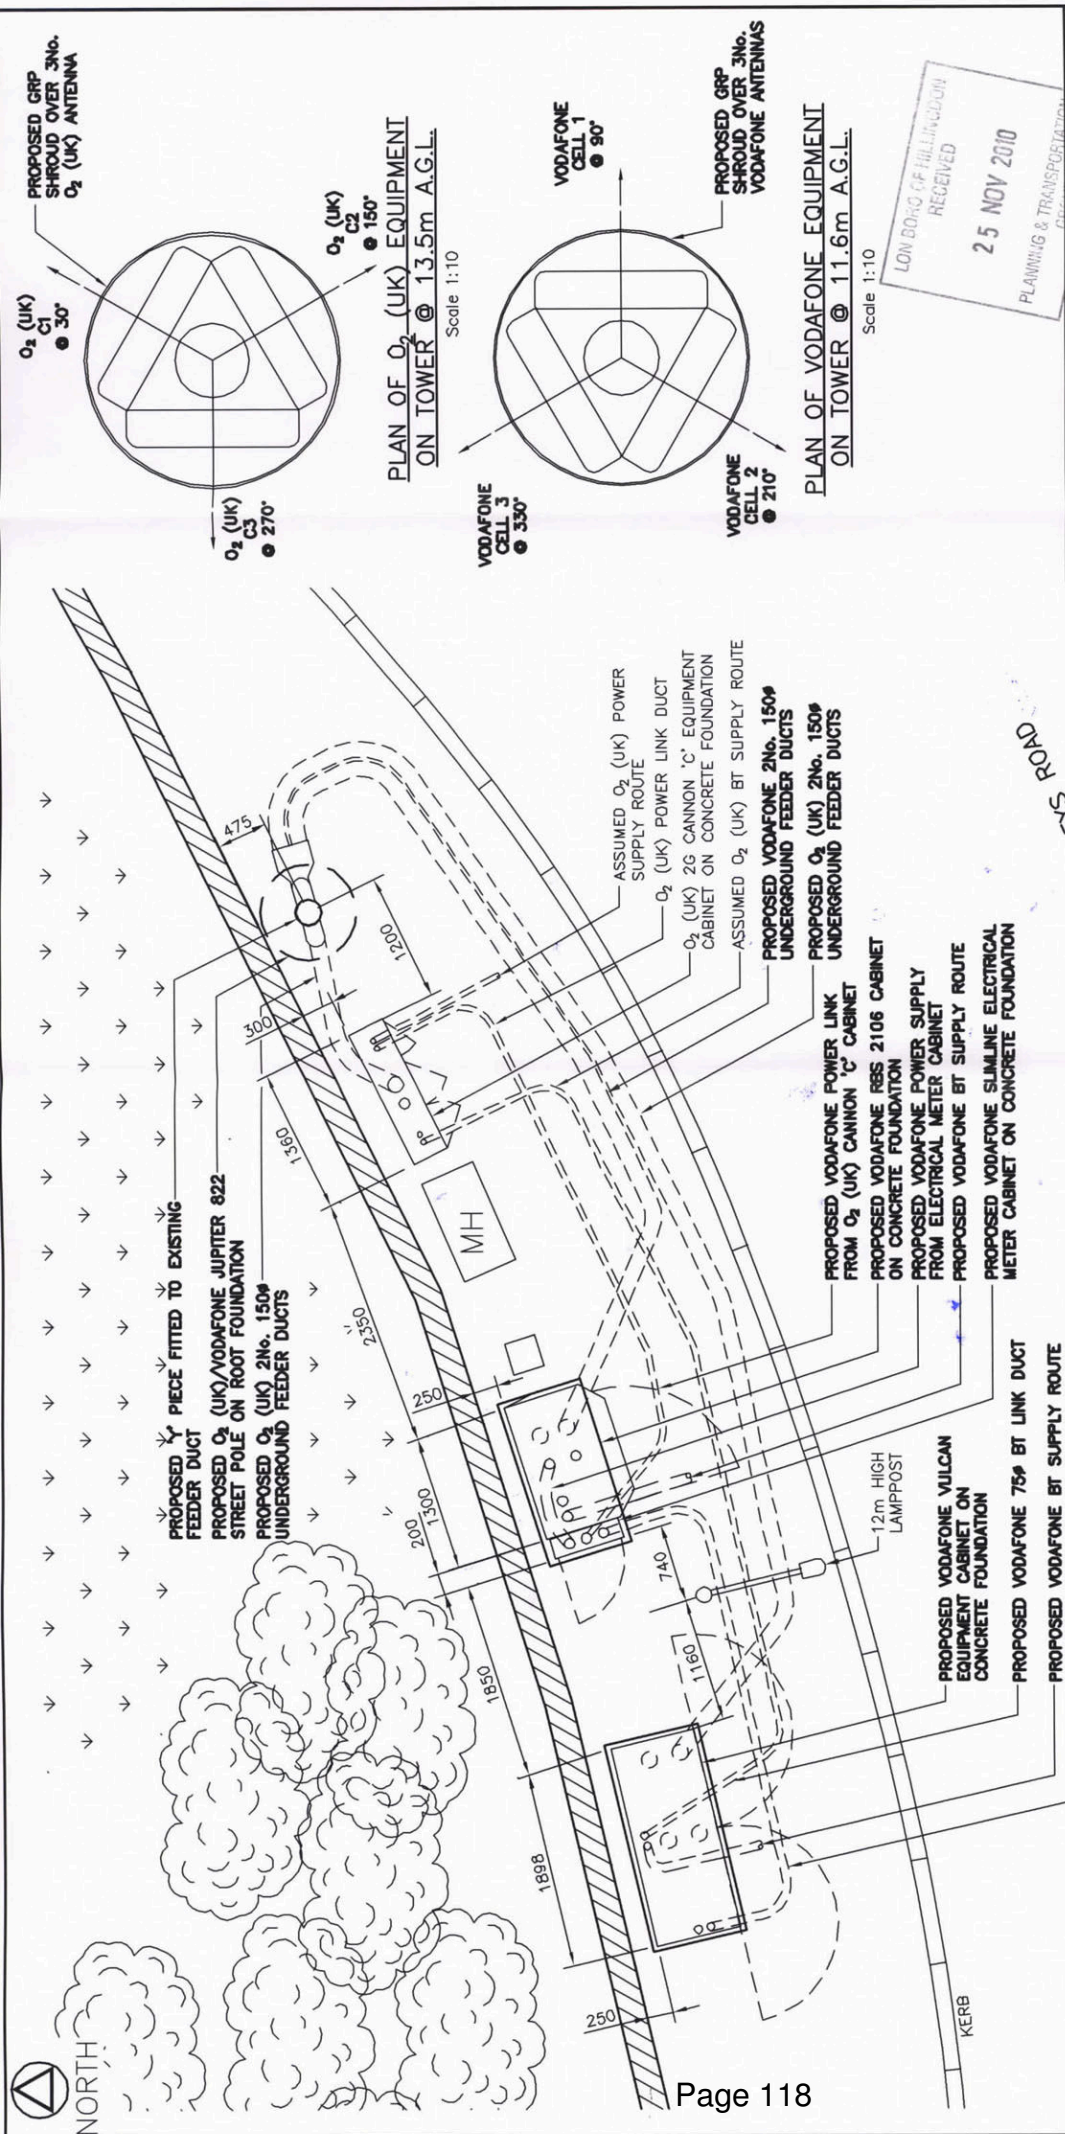 NORTH
PROPOSED 'Y' PIECE FITTED TO EXISTING
FEEDER DUCT
PROPOSED O2 (UK)/VODAFONE JUPITER 822
STREET POLE ON ROOT FOUNDATION
PROPOSED O2 (UK) 2No. 150ø
UNDERGROUND FEEDER DUCTS
475
300
1200
1360
2350
250
1300
200
1850
1898
250
740
1160
MH
KERB
12m HIGH
LAMPPOST
ASSUMED O2 (UK) POWER
SUPPLY ROUTE
O2 (UK) POWER LINK DUCT
O2 (UK) 2G CANNON 'C' EQUIPMENT
CABINET ON CONCRETE FOUNDATION
ASSUMED O2 (UK) BT SUPPLY ROUTE
PROPOSED VODAFONE 2No. 150ø
UNDERGROUND FEEDER DUCTS
PROPOSED O2 (UK) 2No. 150ø
UNDERGROUND FEEDER DUCTS
PROPOSED VODAFONE POWER LINK
FROM O2 (UK) CANNON 'C' CABINET
PROPOSED VODAFONE RBS 2106 CABINET
ON CONCRETE FOUNDATION
PROPOSED VODAFONE POWER SUPPLY
FROM ELECTRICAL METER CABINET
PROPOSED VODAFONE BT SUPPLY ROUTE
PROPOSED VODAFONE SLIMLINE ELECTRICAL
METER CABINET ON CONCRETE FOUNDATION
PROPOSED VODAFONE VULCAN
EQUIPMENT CABINET ON
CONCRETE FOUNDATION
PROPOSED VODAFONE 75ø BT LINK DUCT
PROPOSED VODAFONE BT SUPPLY ROUTE
ROAD
O2 (UK)
C1
@ 30°
PROPOSED GRP
SHROUD OVER 3No.
O2 (UK) ANTENNA
O2 (UK)
C2
@ 150°
O2 (UK)
C3
@ 270°
PLAN OF O2 (UK) EQUIPMENT
ON TOWER @ 13.5m A.G.L.
Scale 1:10
VODAFONE
CELL 3
@ 330°
VODAFONE
CELL 1
@ 90°
VODAFONE
CELL 2
@ 210°
PROPOSED GRP
SHROUD OVER 3No.
VODAFONE ANTENNAS
PLAN OF VODAFONE EQUIPMENT
ON TOWER @ 11.6m A.G.L.
Scale 1:10
LON BORO OF HILLINGDON
RECEIVED
25 NOV 2010
PLANNING & TRANSPORTATION
Page 118